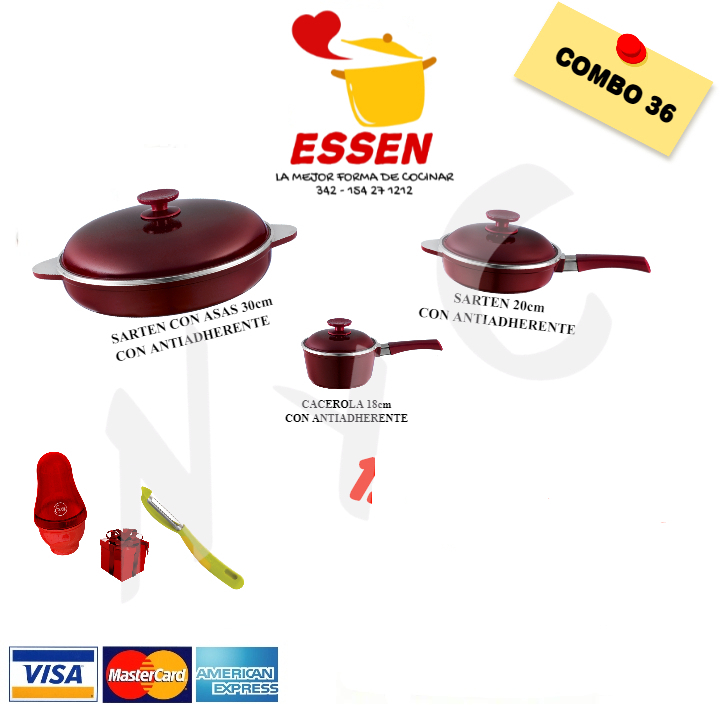 COMBO 36
ESSEN
LA MEJOR FORMA DE COCINAR
342 - 154 27 1212
SARTEN CON ASAS 30cm
CON ANTIADHERENTE
SARTEN 20cm
CON ANTIADHERENTE
CACEROLA 18cm
CON ANTIADHERENTE
N Y C
VISA
MasterCard
AMERICAN
EXPRESS